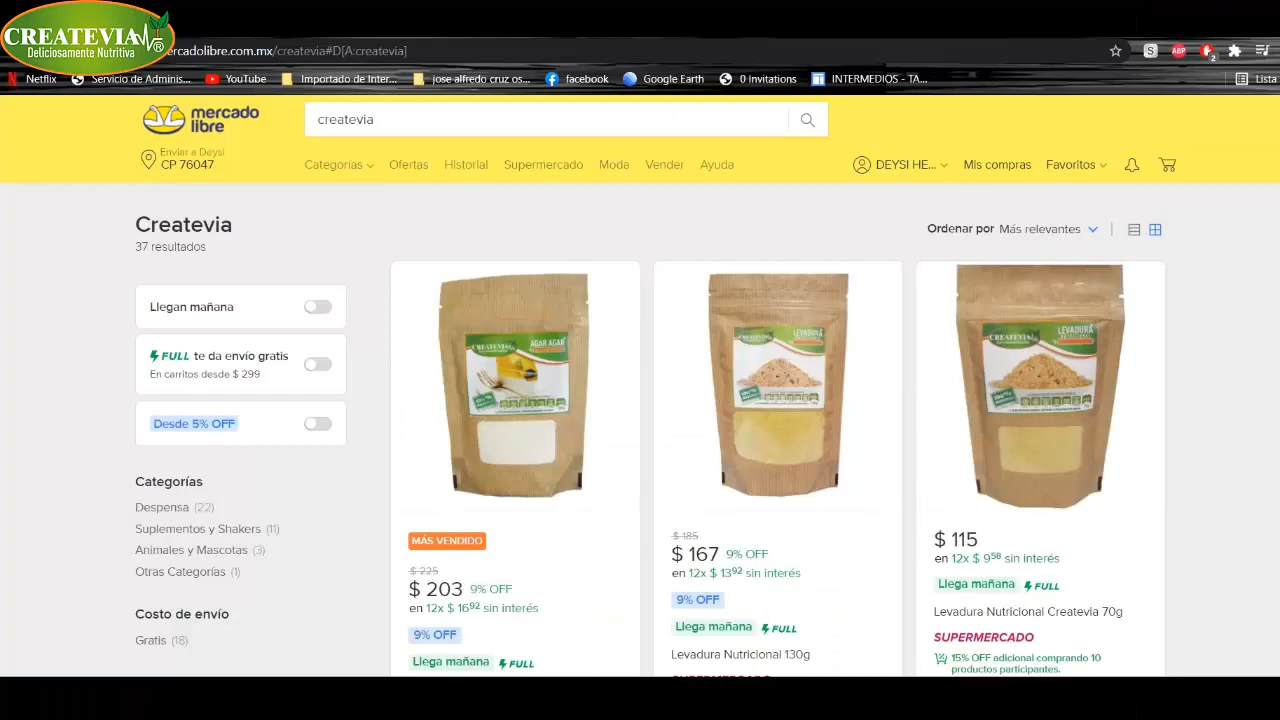 CREATEVIA
Deliciosamente Nutritiva
ercadolibre.com.mx/createvia#D[A:createvia]
Netflix
Servicio de Adminis...
YouTube
Importado de Inter...
jose alfredo cruz os...
facebook
Google Earth
0 Invitations
INTERMEDIOS - TA...
Lista
mercado
libre
createvia
Enviar a Deysi
CP 76047
Categorías
Ofertas
Historial
Supermercado
Moda
Vender
Ayuda
DEYSI HE...
Mis compras
Favoritos
Createvia
37 resultados
Ordenar por Más relevantes
Llegan mañana
FULL te da envío gratis
En carritos desde $ 299
Desde 5% OFF
Categorías
Despensa (22)
Suplementos y Shakers (11)
Animales y Mascotas (3)
Otras Categorías (1)
Costo de envío
Gratis (18)
CREATEVIA
AGAR AGAR
MÁS VENDIDO
$ 225
$ 203 9% OFF
en 12x $ 16⁹² sin interés
9% OFF
Llega mañana FULL
CREATEVIA
LEVADURA
$ 185
$ 167 9% OFF
en 12x $ 13⁹² sin interés
9% OFF
Llega mañana FULL
Levadura Nutricional 130g
SUPERMERCADO
CREATEVIA
LEVADURA
$ 115
en 12x $ 9⁵⁸ sin interés
Llega mañana FULL
Levadura Nutricional Createvia 70g
SUPERMERCADO
15% OFF adicional comprando 10
productos participantes.